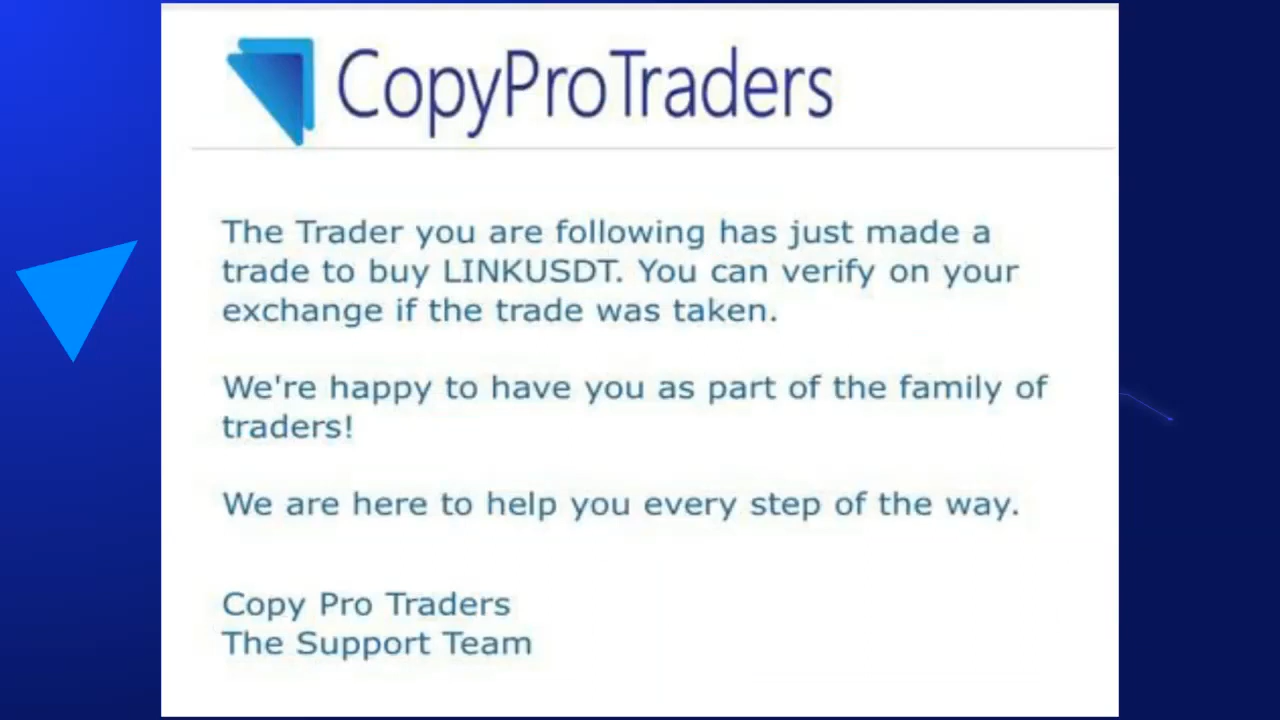 CopyProTraders
The Trader you are following has just made a
trade to buy LINKUSDT. You can verify on your
exchange if the trade was taken.
We're happy to have you as part of the family of
traders!
We are here to help you every step of the way.
Copy Pro Traders
The Support Team